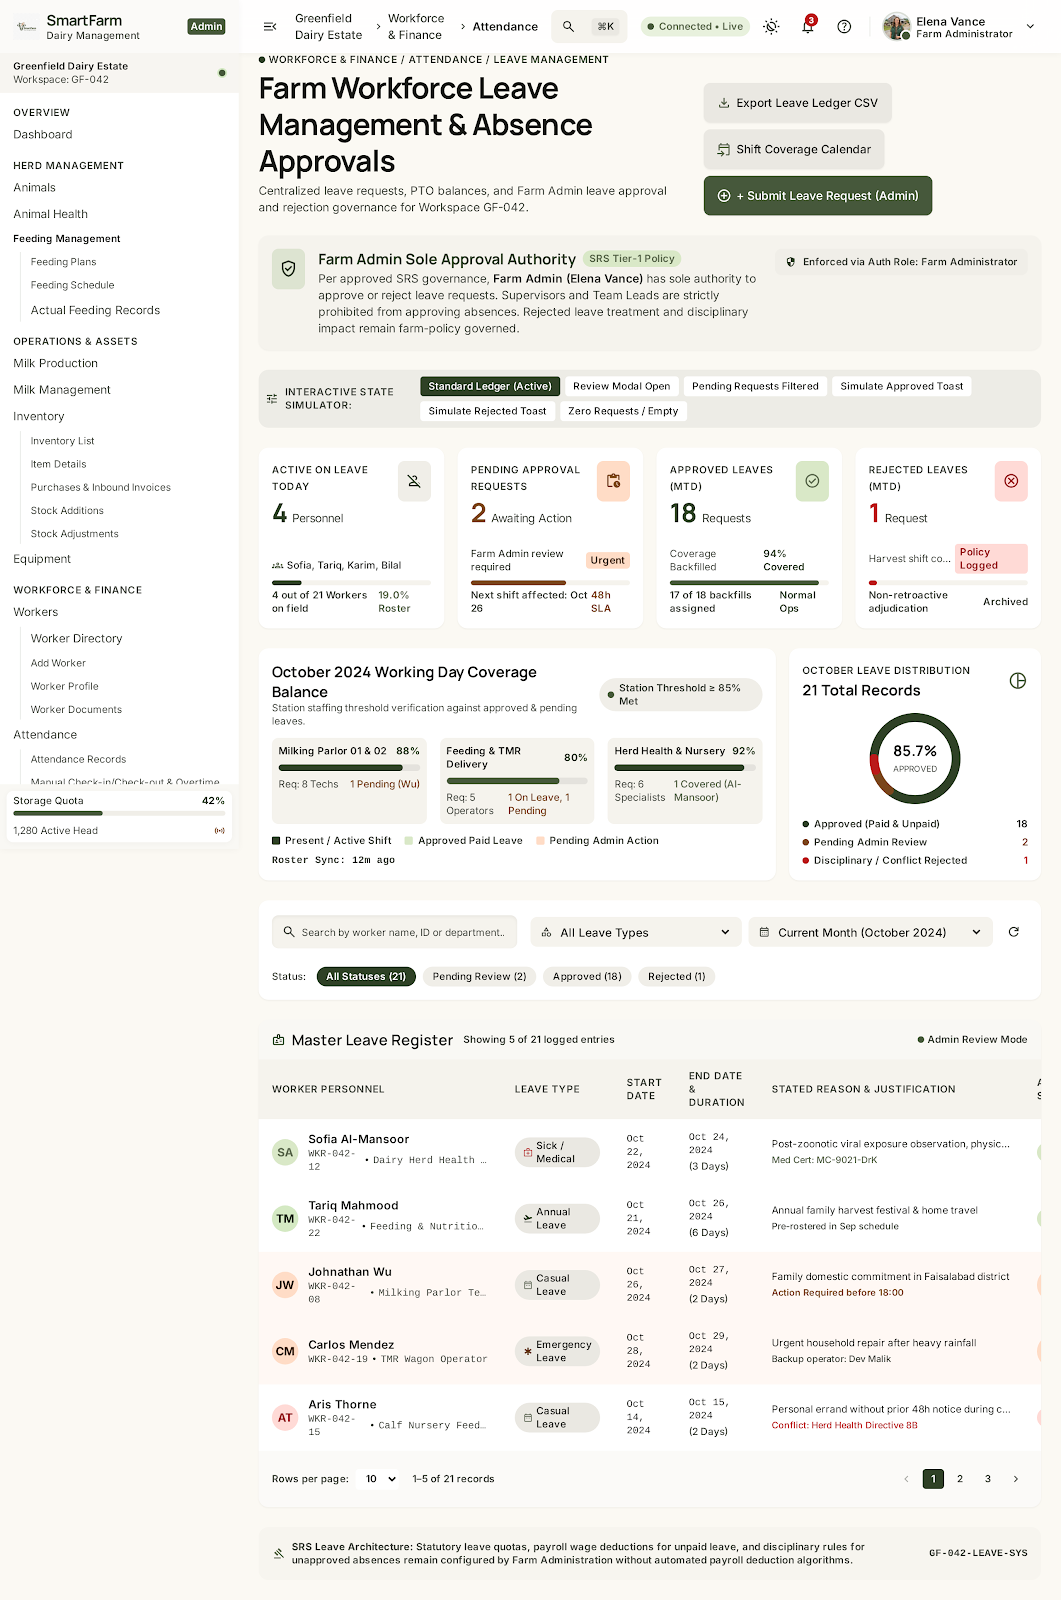 SmartFarm
Dairy Management
Admin
Greenfield Dairy Estate
Workspace: GF-042
OVERVIEW
Dashboard
HERD MANAGEMENT
Animals
Animal Health
Feeding Management
Feeding Plans
Feeding Schedule
Actual Feeding Records
OPERATIONS & ASSETS
Milk Production
Milk Management
Inventory
Inventory List
Item Details
Purchases & Inbound Invoices
Stock Additions
Stock Adjustments
Equipment
WORKFORCE & FINANCE
Workers
Worker Directory
Add Worker
Worker Profile
Worker Documents
Attendance
Attendance Records
Manual Check-in/Check-out & Overtime
Storage Quota 42%
1,280 Active Head
Greenfield Dairy Estate › Workforce & Finance › Attendance
⌘K
Connected • Live
3
Elena Vance
Farm Administrator
WORKFORCE & FINANCE / ATTENDANCE / LEAVE MANAGEMENT
Farm Workforce Leave
Management & Absence
Approvals
Centralized leave requests, PTO balances, and Farm Admin leave approval
and rejection governance for Workspace GF-042.
Export Leave Ledger CSV
Shift Coverage Calendar
+ Submit Leave Request (Admin)
Farm Admin Sole Approval Authority SRS Tier-1 Policy
Per approved SRS governance, Farm Admin (Elena Vance) has sole authority to
approve or reject leave requests. Supervisors and Team Leads are strictly
prohibited from approving absences. Rejected leave treatment and disciplinary
impact remain farm-policy governed.
Enforced via Auth Role: Farm Administrator
INTERACTIVE STATE
SIMULATOR:
Standard Ledger (Active) Review Modal Open Pending Requests Filtered Simulate Approved Toast
Simulate Rejected Toast Zero Requests / Empty
ACTIVE ON LEAVE
TODAY
4 Personnel
Sofia, Tariq, Karim, Bilal
4 out of 21 Workers
on field
19.0%
Roster
PENDING APPROVAL
REQUESTS
2 Awaiting Action
Farm Admin review
required
Urgent
Next shift affected: Oct
26
48h
SLA
APPROVED LEAVES
(MTD)
18 Requests
Coverage
Backfilled
94%
Covered
17 of 18 backfills
assigned
Normal
Ops
REJECTED LEAVES
(MTD)
1 Request
Harvest shift co...
Policy
Logged
Non-retroactive
adjudication
Archived
October 2024 Working Day Coverage
Balance
Station staffing threshold verification against approved & pending
leaves.
Station Threshold ≥ 85%
Met
Milking Parlor 01 & 02 88%
Req: 8 Techs 1 Pending (Wu)
Feeding & TMR
Delivery
80%
Req: 5
Operators
1 On Leave, 1
Pending
Herd Health & Nursery 92%
Req: 6
Specialists
1 Covered (Al-
Mansoor)
Present / Active Shift Approved Paid Leave Pending Admin Action
Roster Sync: 12m ago
OCTOBER LEAVE DISTRIBUTION
21 Total Records
85.7%
APPROVED
Approved (Paid & Unpaid) 18
Pending Admin Review 2
Disciplinary / Conflict Rejected 1
Search by worker name, ID or department..
All Leave Types
Current Month (October 2024)
Status: All Statuses (21) Pending Review (2) Approved (18) Rejected (1)
Master Leave Register Showing 5 of 21 logged entries
Admin Review Mode
WORKER PERSONNEL LEAVE TYPE START DATE END DATE & DURATION STATED REASON & JUSTIFICATION
SA
Sofia Al-Mansoor
WKR-042-12 • Dairy Herd Health …
Sick / Medical
Oct 22, 2024
Oct 24, 2024
(3 Days)
Post-zoonotic viral exposure observation, physic...
Med Cert: MC-9021-DrK
TM
Tariq Mahmood
WKR-042-22 • Feeding & Nutritio…
Annual Leave
Oct 21, 2024
Oct 26, 2024
(6 Days)
Annual family harvest festival & home travel
Pre-rostered in Sep schedule
JW
Johnathan Wu
WKR-042-08 • Milking Parlor Te…
Casual Leave
Oct 26, 2024
Oct 27, 2024
(2 Days)
Family domestic commitment in Faisalabad district
Action Required before 18:00
CM
Carlos Mendez
WKR-042-19 • TMR Wagon Operator
Emergency Leave
Oct 28, 2024
Oct 29, 2024
(2 Days)
Urgent household repair after heavy rainfall
Backup operator: Dev Malik
AT
Aris Thorne
WKR-042-15 • Calf Nursery Feed…
Casual Leave
Oct 14, 2024
Oct 15, 2024
(2 Days)
Personal errand without prior 48h notice during c...
Conflict: Herd Health Directive 8B
Rows per page: 10 1–5 of 21 records
‹ 1 2 3 ›
SRS Leave Architecture: Statutory leave quotas, payroll wage deductions for unpaid leave, and disciplinary rules for
unapproved absences remain configured by Farm Administration without automated payroll deduction algorithms.
GF-042-LEAVE-SYS